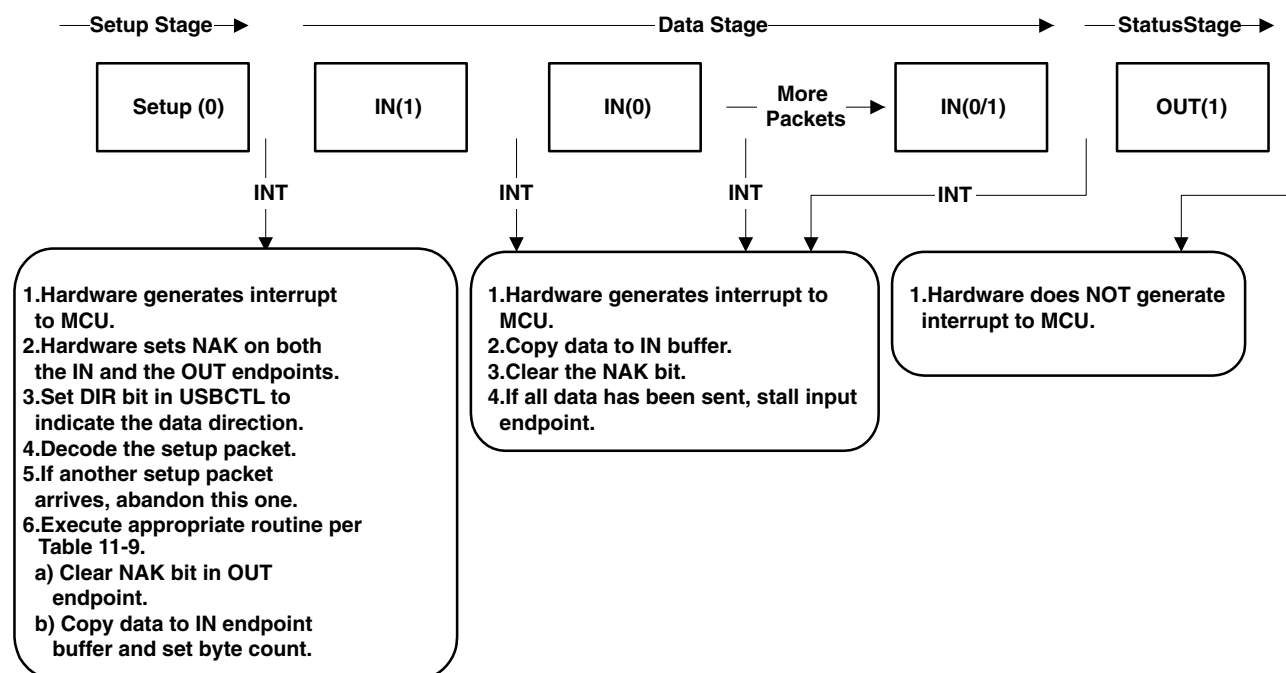 Setup Stage
Data Stage
StatusStage
Setup (0)
IN(1)
IN(0)
More
Packets
IN(0/1)
OUT(1)
INT
INT
INT
INT
1.Hardware generates interrupt
to MCU.
2.Hardware sets NAK on both
the IN and the OUT endpoints.
3.Set DIR bit in USBCTL to
indicate the data direction.
4.Decode the setup packet.
5.If another setup packet
arrives, abandon this one.
6.Execute appropriate routine per
Table 11-9.
a) Clear NAK bit in OUT
endpoint.
b) Copy data to IN endpoint
buffer and set byte count.
1.Hardware generates interrupt to
MCU.
2.Copy data to IN buffer.
3.Clear the NAK bit.
4.If all data has been sent, stall input
endpoint.
1.Hardware does NOT generate
interrupt to MCU.